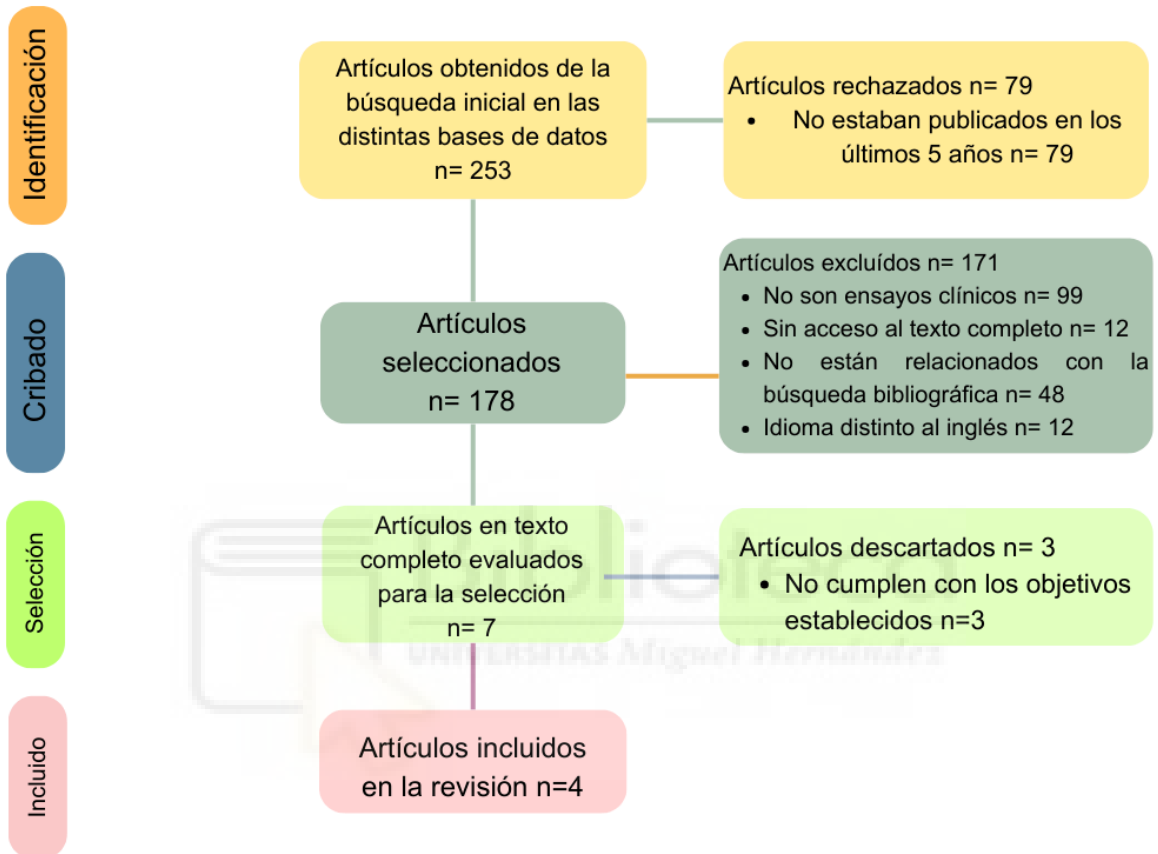 Identificación
Artículos obtenidos de la
búsqueda inicial en las
distintas bases de datos
n= 253
Artículos rechazados n= 79
• No estaban publicados en los
últimos 5 años n= 79
Cribado
Artículos
seleccionados
n= 178
Artículos excluídos n= 171
• No son ensayos clínicos n= 99
• Sin acceso al texto completo n= 12
• No están relacionados con la
búsqueda bibliográfica n= 48
• Idioma distinto al inglés n= 12
Selección
Artículos en texto
completo evaluados
para la selección
n= 7
Artículos descartados n= 3
• No cumplen con los objetivos
establecidos n=3
Biblioteca
UNIVERSITAS Miguel Hernández
Incluido
Artículos incluidos
en la revisión n=4